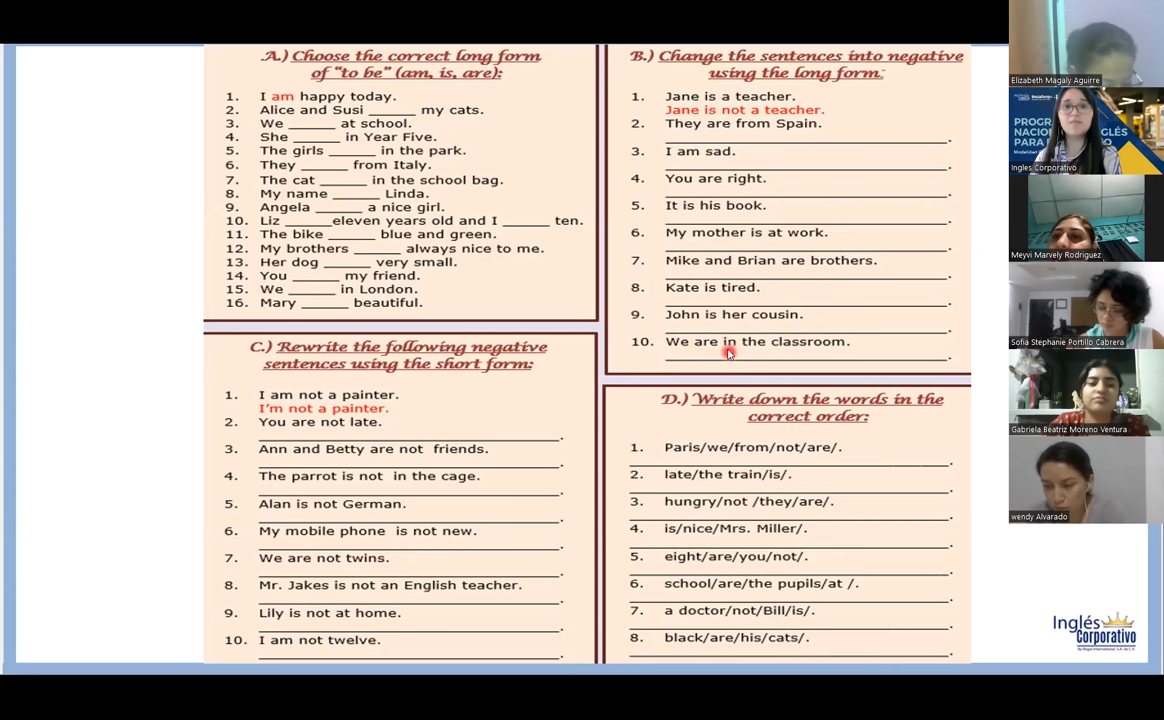 A.) Choose the correct long form
of "to be" (am, is, are):
1. I am happy today.
2. Alice and Susi ______ my cats.
3. We ______ at school.
4. She ______ in Year Five.
5. The girls ______ in the park.
6. They ______ from Italy.
7. The cat ______ in the school bag.
8. My name ______ Linda.
9. Angela ______ a nice girl.
10. Liz ______eleven years old and I ______ ten.
11. The bike ______ blue and green.
12. My brothers ______ always nice to me.
13. Her dog ______ very small.
14. You ______ my friend.
15. We ______ in London.
16. Mary ______ beautiful.
B.) Change the sentences into negative
using the long form.
1. Jane is a teacher.
Jane is not a teacher.
2. They are from Spain.
3. I am sad.
4. You are right.
5. It is his book.
6. My mother is at work.
7. Mike and Brian are brothers.
8. Kate is tired.
9. John is her cousin.
10. We are in the classroom.
C.) Rewrite the following negative
sentences using the short form:
1. I am not a painter.
I'm not a painter.
2. You are not late.
3. Ann and Betty are not friends.
4. The parrot is not in the cage.
5. Alan is not German.
6. My mobile phone is not new.
7. We are not twins.
8. Mr. Jakes is not an English teacher.
9. Lily is not at home.
10. I am not twelve.
D.) Write down the words in the
correct order:
1. Paris/we/from/not/are/.
2. late/the train/is/.
3. hungry/not /they/are/.
4. is/nice/Mrs. Miller/.
5. eight/are/you/not/.
6. school/are/the pupils/at /.
7. a doctor/not/Bill/is/.
8. black/are/his/cats/.
Elizabeth Magaly Aguirre
PROGR
NACION
PARA
Ingles Corporativo
Meyvi Marvely Rodriguez
Sofia Stephanie Portillo Cabrera
Gabriela Beatriz Moreno Ventura
wendy Alvarado
Inglés
Corporativo